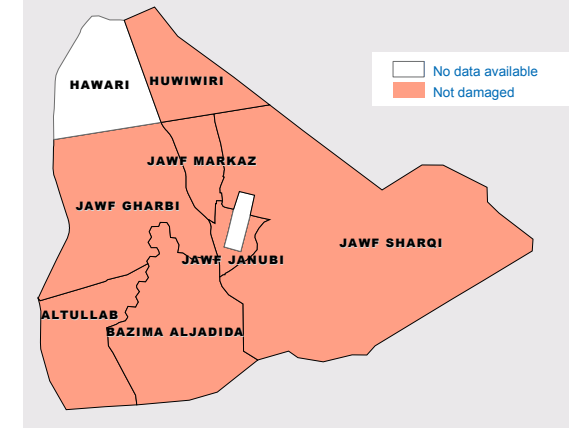 HAWARI
HUWIWIRI
No data available
Not damaged
JAWF MARKAZ
JAWF GHARBI
JAWF SHARQI
JAWF JANUBI
ALTULLAB
BAZIMA ALJADIDA